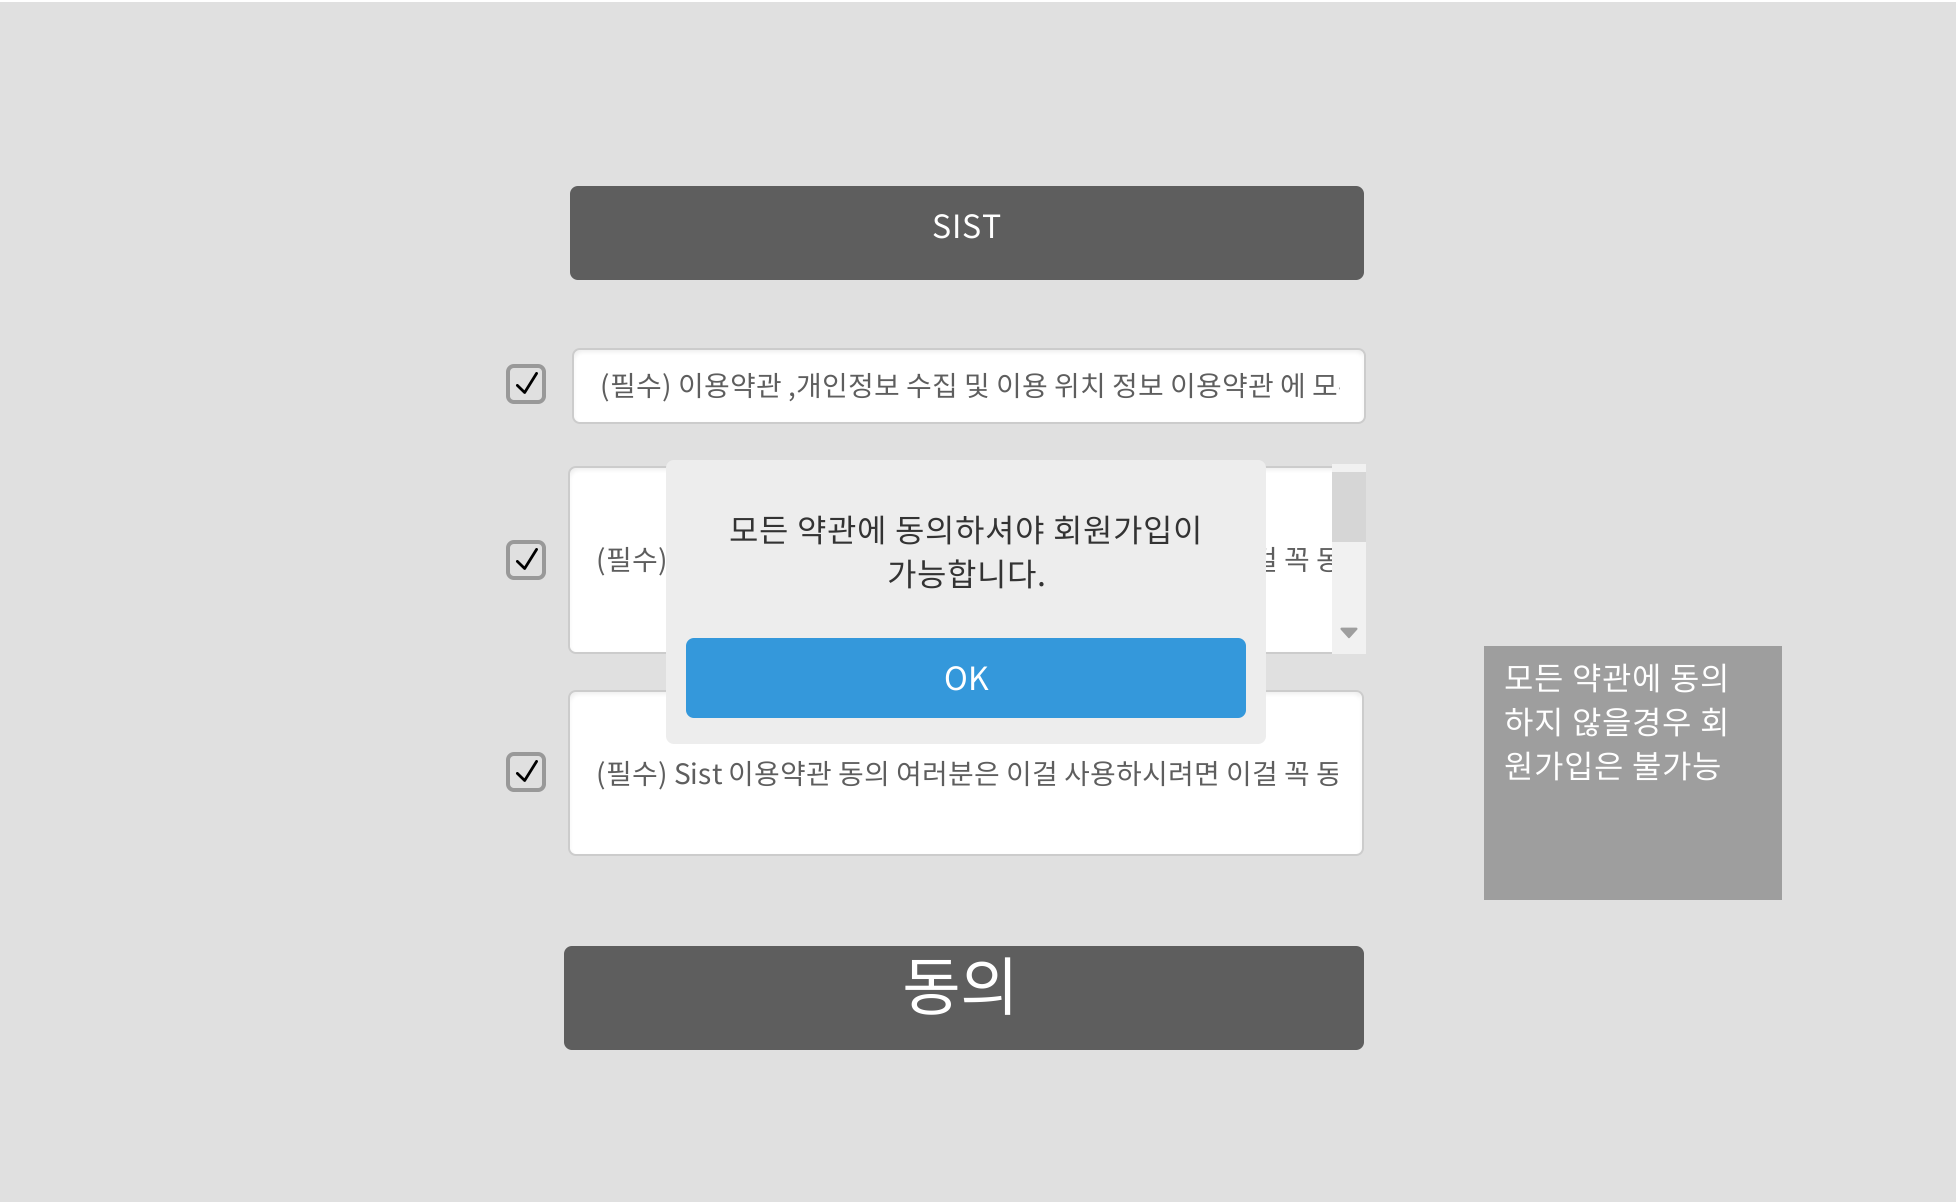 SIST
(필수) 이용약관 ,개인정보 수집 및 이용 위치 정보 이용약관 에 모
모든 약관에 동의하셔야 회원가입이
가능합니다.
(필수)
꼭 동
OK
(필수) Sist 이용약관 동의 여러분은 이걸 사용하시려면 이걸 꼭 동
모든 약관에 동의
하지 않을경우 회
원가입은 불가능
동의